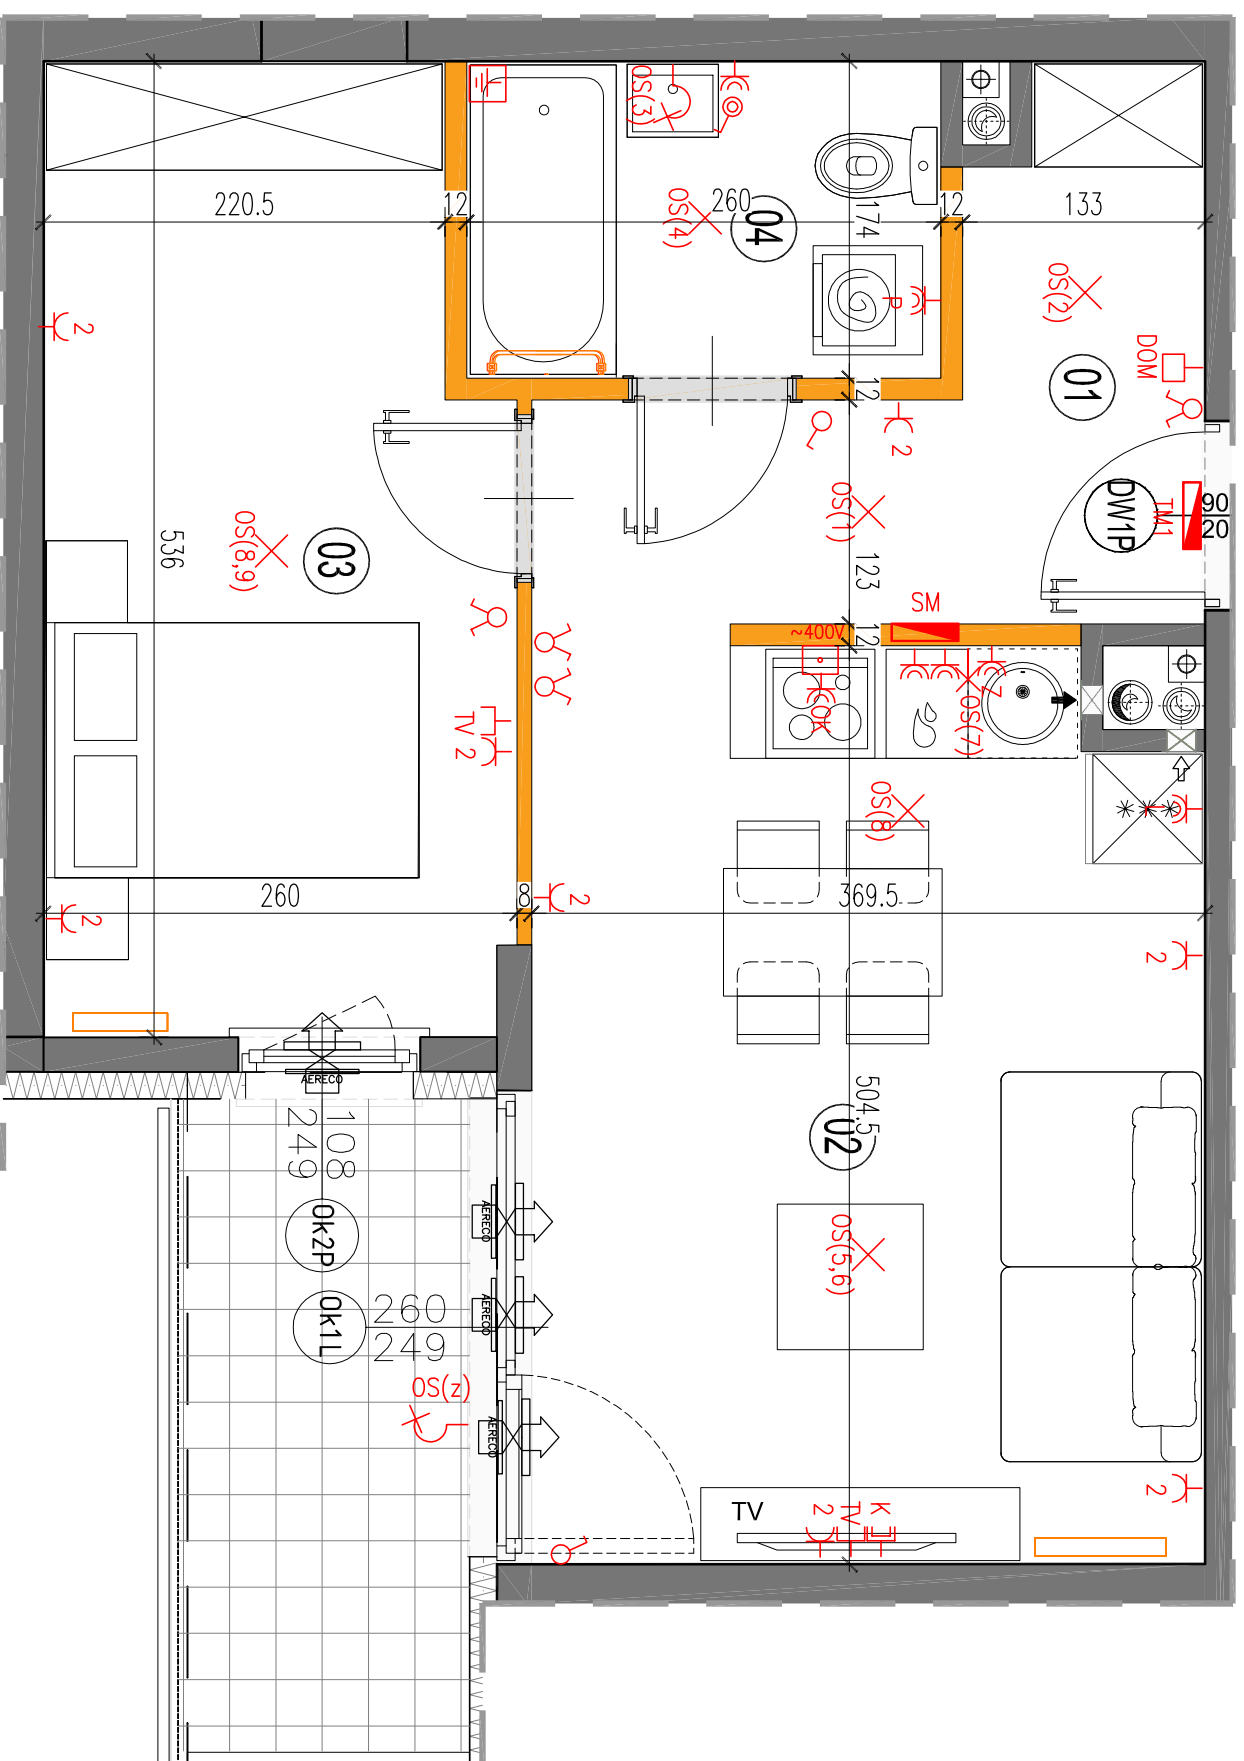 OS(3)
220.5
12
OS(4)
260
04
174
12
133
OS(2)
P
2
DOM
01
12
2
OS(1)
DW1P
TM1
90
20
536
OS(8,9)
03
123
SM
~400V
12
OK
Z
OS(7)
TV 2
OS(8)
260
8
2
369.5
2
2
AERECO
108
249
504.5
02
Ok2P
AERECO
OS(5,6)
Ok1L
260
249
AERECO
OS(z)
AERECO
TV
2
TV
K
2